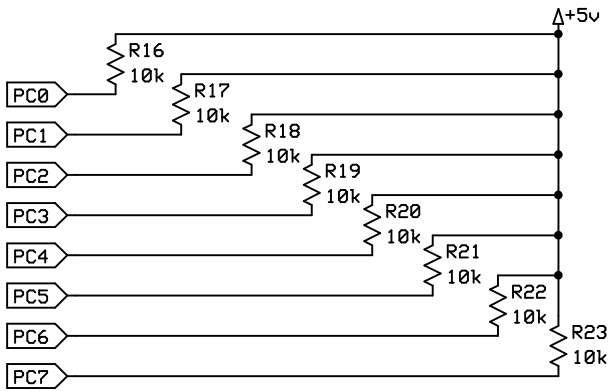 +5v
R16
10k
PC0
R17
10k
PC1
R18
10k
PC2
R19
10k
PC3
R20
10k
PC4
R21
10k
PC5
R22
10k
PC6
R23
10k
PC7